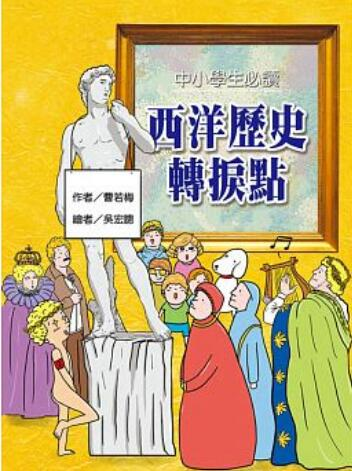 中小學生必讀
西洋歷史
轉捩點
作者／曹若梅
繪者／吳宏聰